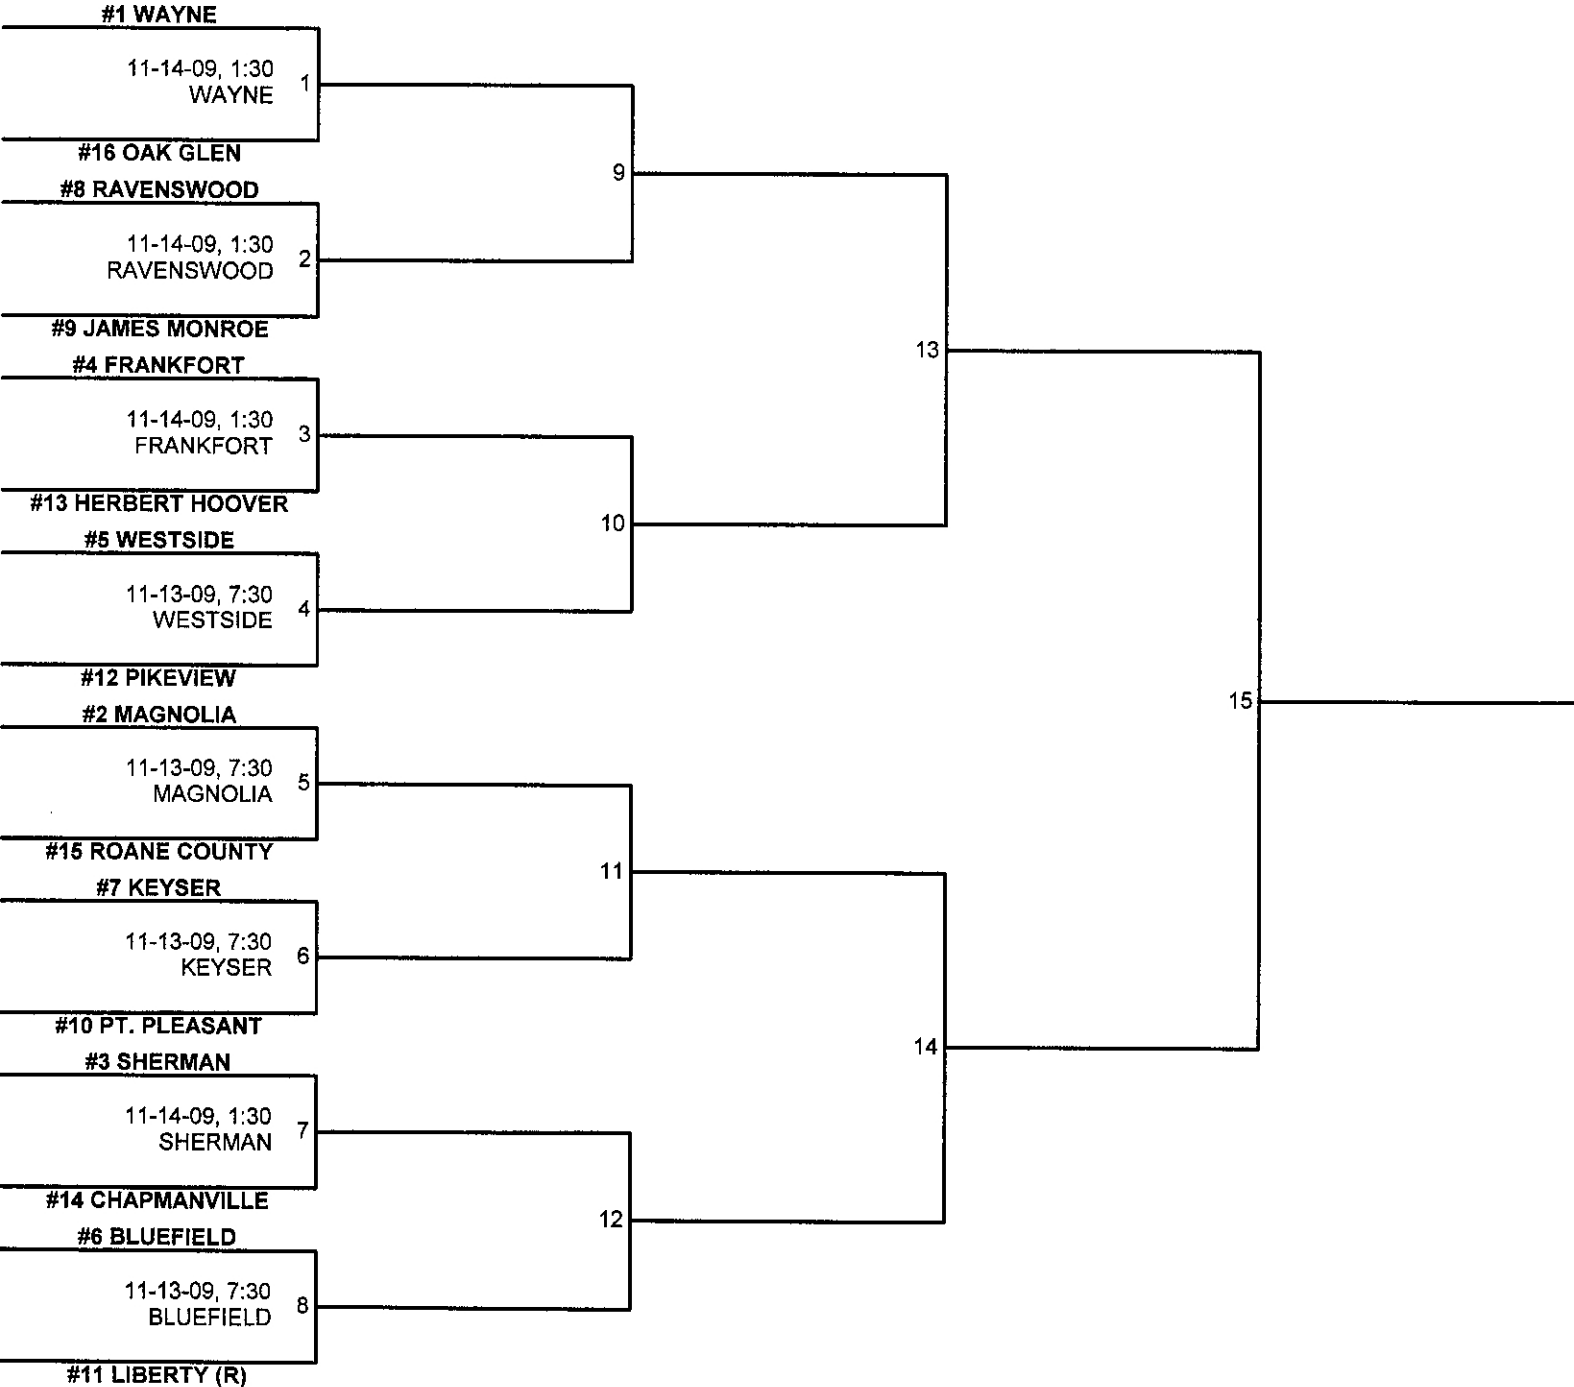 #1 WAYNE
11-14-09, 1:30
WAYNE
1
#16 OAK GLEN
#8 RAVENSWOOD
11-14-09, 1:30
RAVENSWOOD
2
#9 JAMES MONROE
#4 FRANKFORT
11-14-09, 1:30
FRANKFORT
3
#13 HERBERT HOOVER
#5 WESTSIDE
11-13-09, 7:30
WESTSIDE
4
#12 PIKEVIEW
#2 MAGNOLIA
11-13-09, 7:30
MAGNOLIA
5
#15 ROANE COUNTY
#7 KEYSER
11-13-09, 7:30
KEYSER
6
#10 PT. PLEASANT
#3 SHERMAN
11-14-09, 1:30
SHERMAN
7
#14 CHAPMANVILLE
#6 BLUEFIELD
11-13-09, 7:30
BLUEFIELD
8
#11 LIBERTY (R)
9
10
11
12
13
14
15